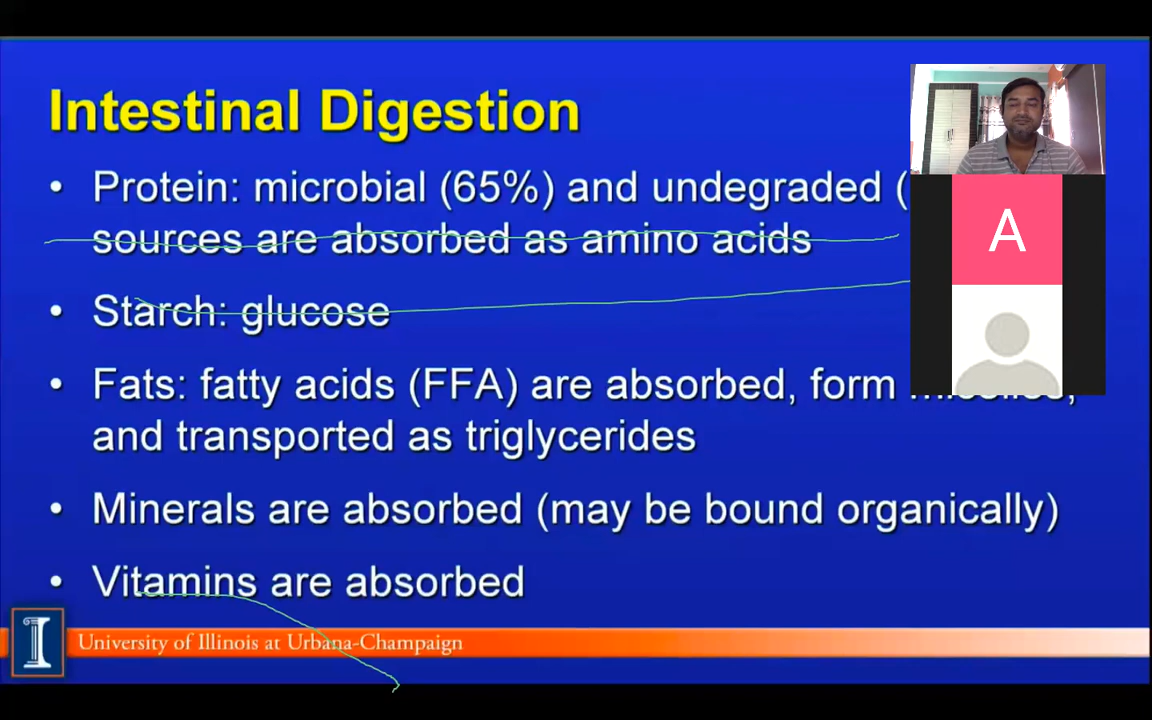 Intestinal Digestion
• Protein: microbial (65%) and undegraded (
sources are absorbed as amino acids
• Starch: glucose
• Fats: fatty acids (FFA) are absorbed, form
and transported as triglycerides
• Minerals are absorbed (may be bound organically)
• Vitamins are absorbed
I University of Illinois at Urbana-Champaign
A